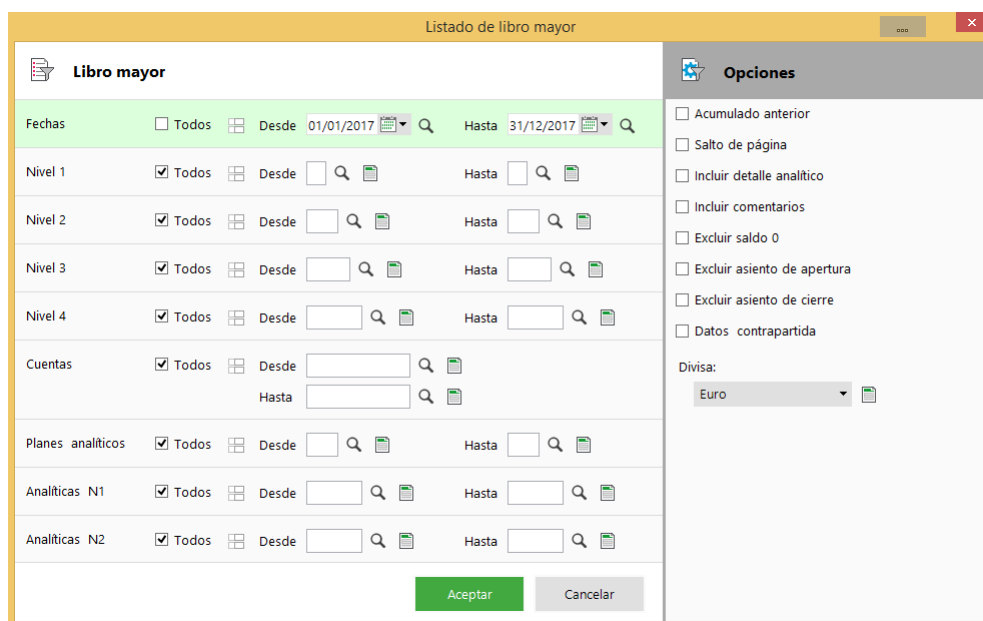 Listado de libro mayor
Libro mayor
Fechas Todos Desde 01/01/2017 Hasta 31/12/2017
Nivel 1 Todos Desde Hasta
Nivel 2 Todos Desde Hasta
Nivel 3 Todos Desde Hasta
Nivel 4 Todos Desde Hasta
Cuentas Todos Desde
Hasta
Planes analíticos Todos Desde Hasta
Analíticas N1 Todos Desde Hasta
Analíticas N2 Todos Desde Hasta
Aceptar Cancelar
Opciones
Acumulado anterior
Salto de página
Incluir detalle analítico
Incluir comentarios
Excluir saldo 0
Excluir asiento de apertura
Excluir asiento de cierre
Datos contrapartida
Divisa:
Euro